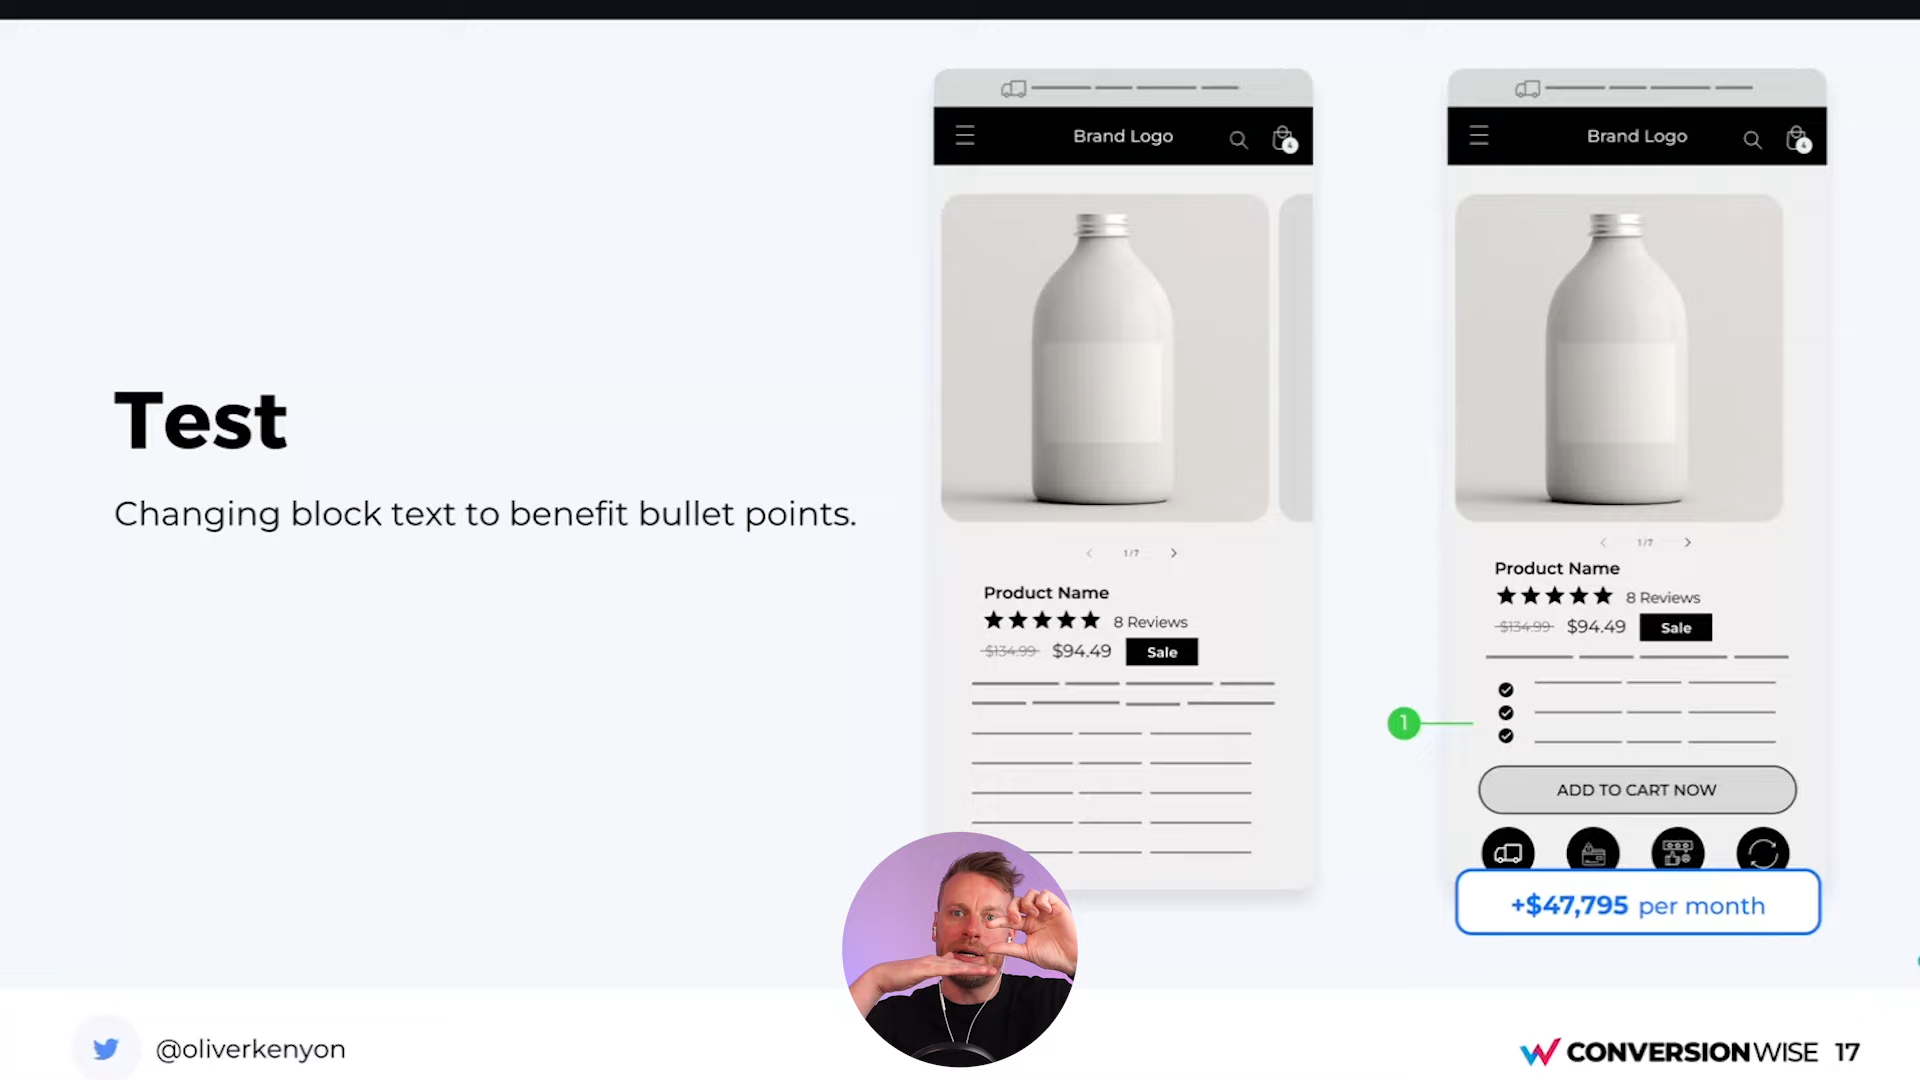 Test
Changing block text to benefit bullet points.
Brand Logo
4
1/7
Product Name
8 Reviews
$134.99 $94.49 Sale
Brand Logo
4
1/7
Product Name
8 Reviews
$134.99 $94.49 Sale
1
ADD TO CART NOW
+$47,795 per month
@oliverkenyon
CONVERSIONWISE 17